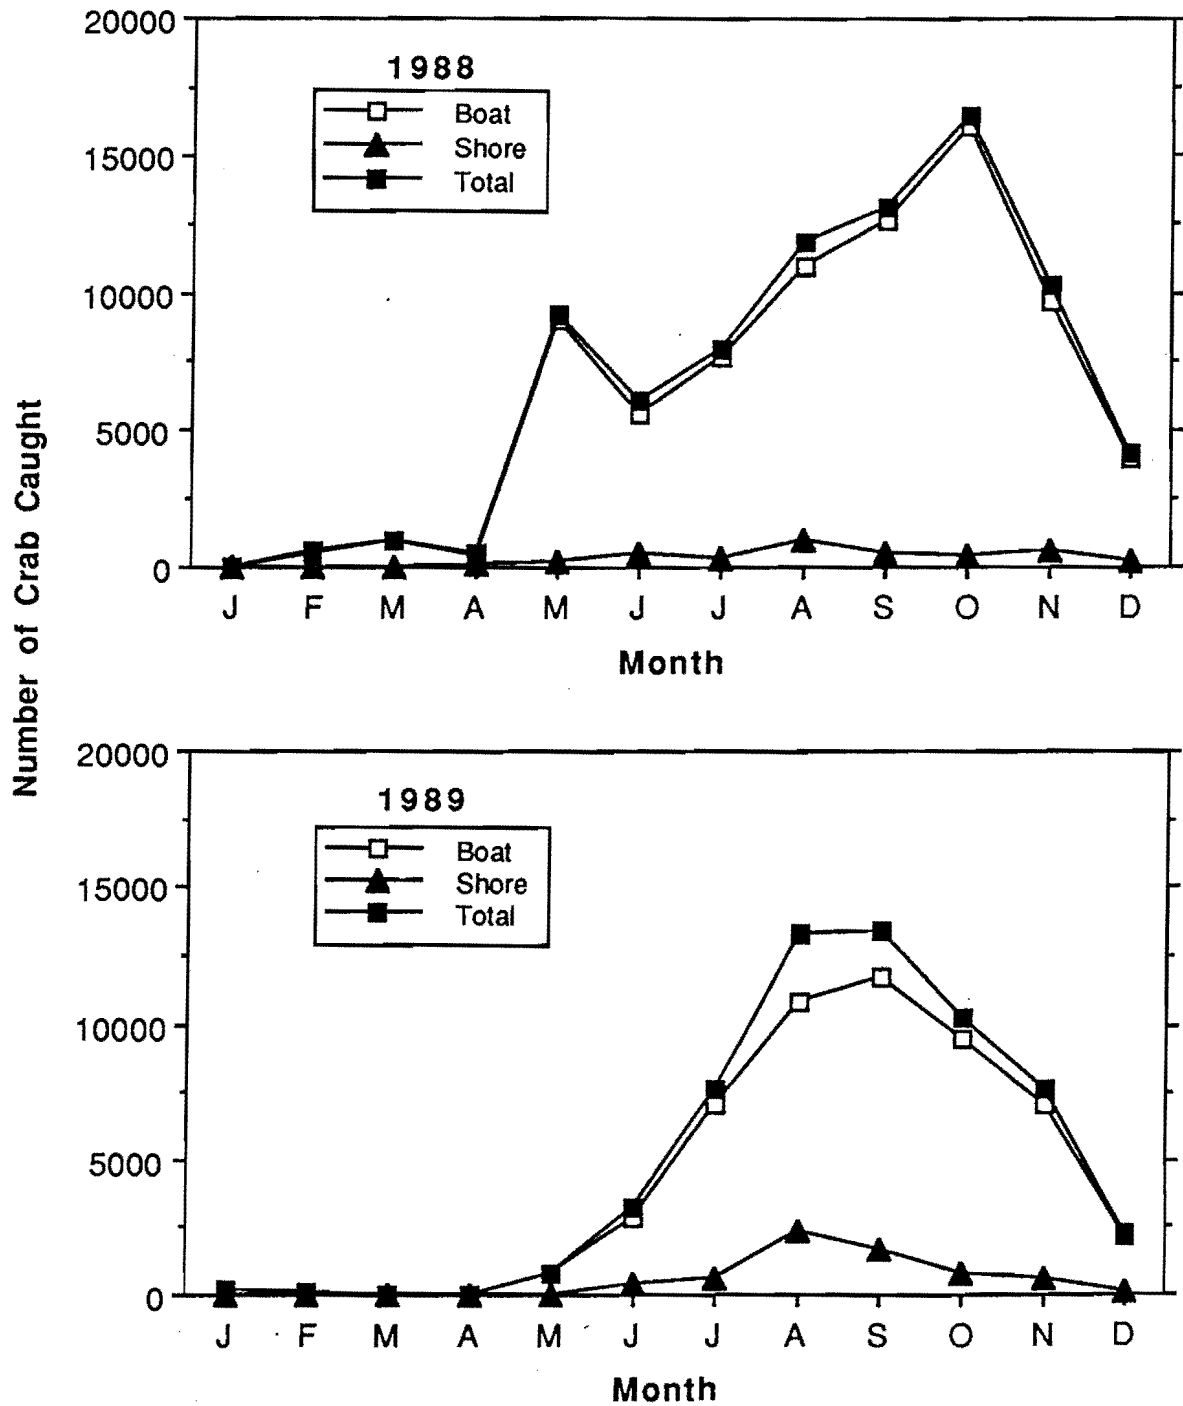 Number of Crab Caught
20000
15000
10000
5000
0
1988
Boat
Shore
Total
J F M A M J J A S O N D
Month
20000
15000
10000
5000
0
1989
Boat
Shore
Total
J F M A M J J A S O N D
Month